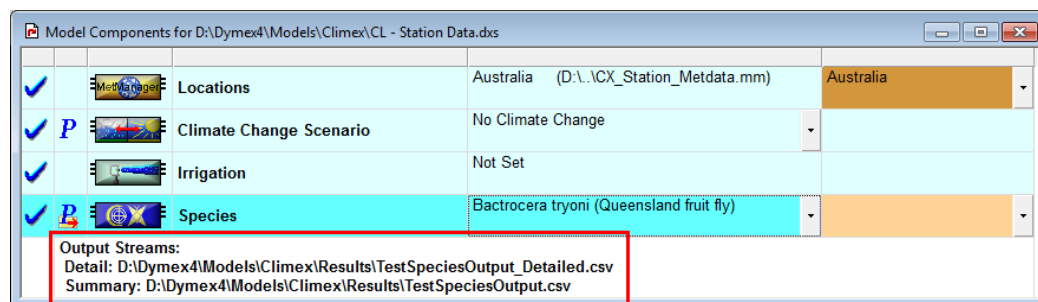 Model Components for D:\Dymex4\Models\Climex\CL - Station Data.dxs
MetManager Locations Australia (D:\..\CX_Station_Metdata.mm) Australia
P Climate Change Scenario No Climate Change
Irrigation Not Set
P CX Species Bactrocera tryoni (Queensland fruit fly)
Output Streams:
Detail: D:\Dymex4\Models\Climex\Results\TestSpeciesOutput_Detailed.csv
Summary: D:\Dymex4\Models\Climex\Results\TestSpeciesOutput.csv